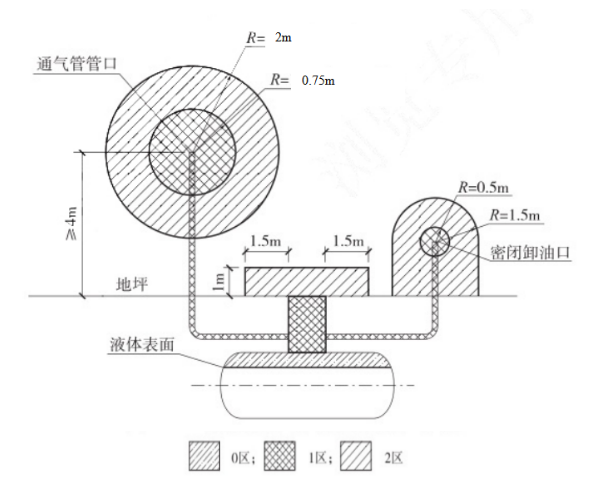 R= 2m
通气管管口
R= 0.75m
≥4m
R=0.5m
R=1.5m
1.5m
1.5m
密闭卸油口
地坪
1m
液体表面
0区;
1区;
2区